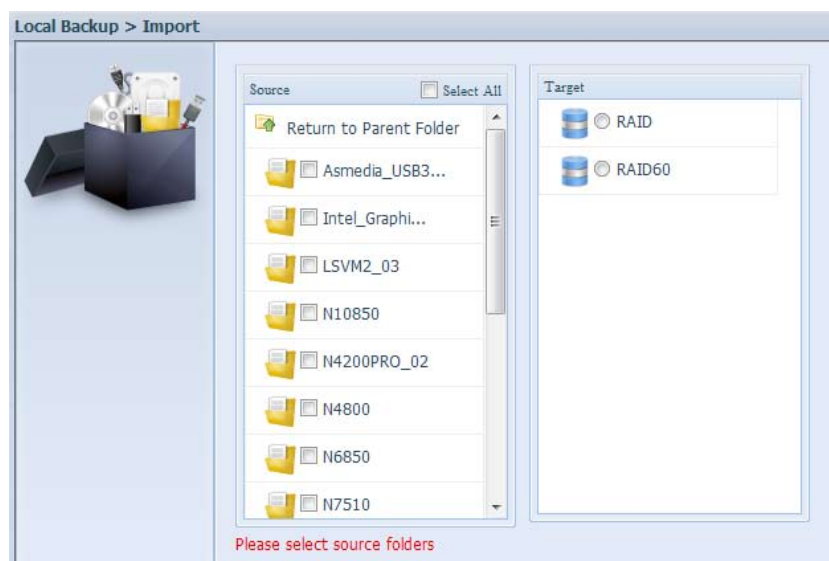 Local Backup > Import
Source
Select All
Return to Parent Folder
Asmedia_USB3...
Intel_Graphi...
LSVM2_03
N10850
N4200PRO_02
N4800
N6850
N7510
Target
RAID
RAID60
Please select source folders